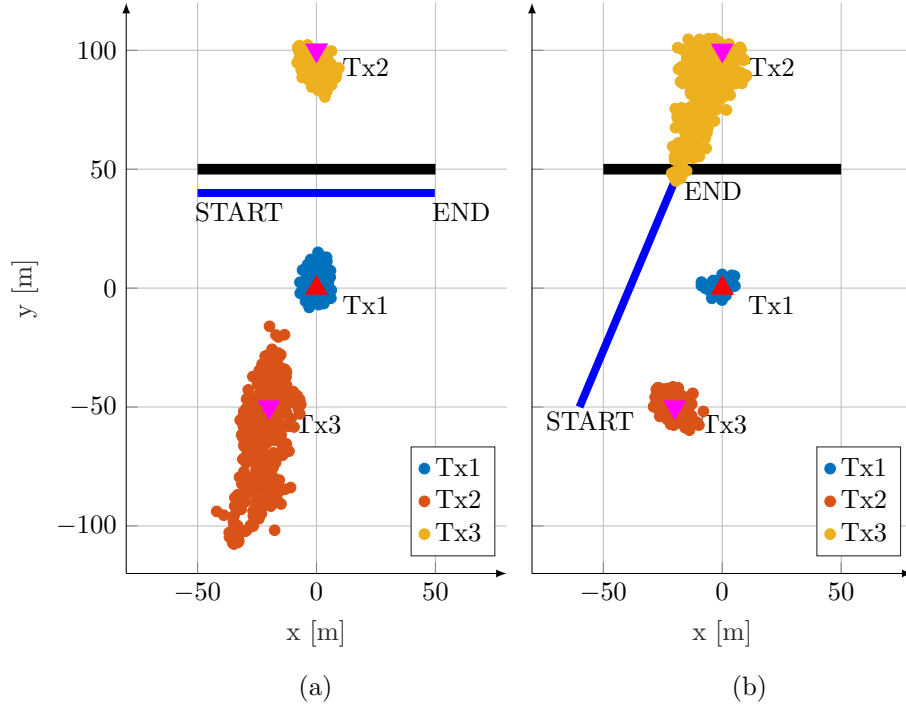 100
50
0
−50
−100
y [m]
−50
0
50
x [m]
Tx2
START
END
Tx1
Tx3
Tx1
Tx2
Tx3
(a)
−50
0
50
x [m]
Tx2
END
Tx1
START
Tx3
Tx1
Tx2
Tx3
(b)